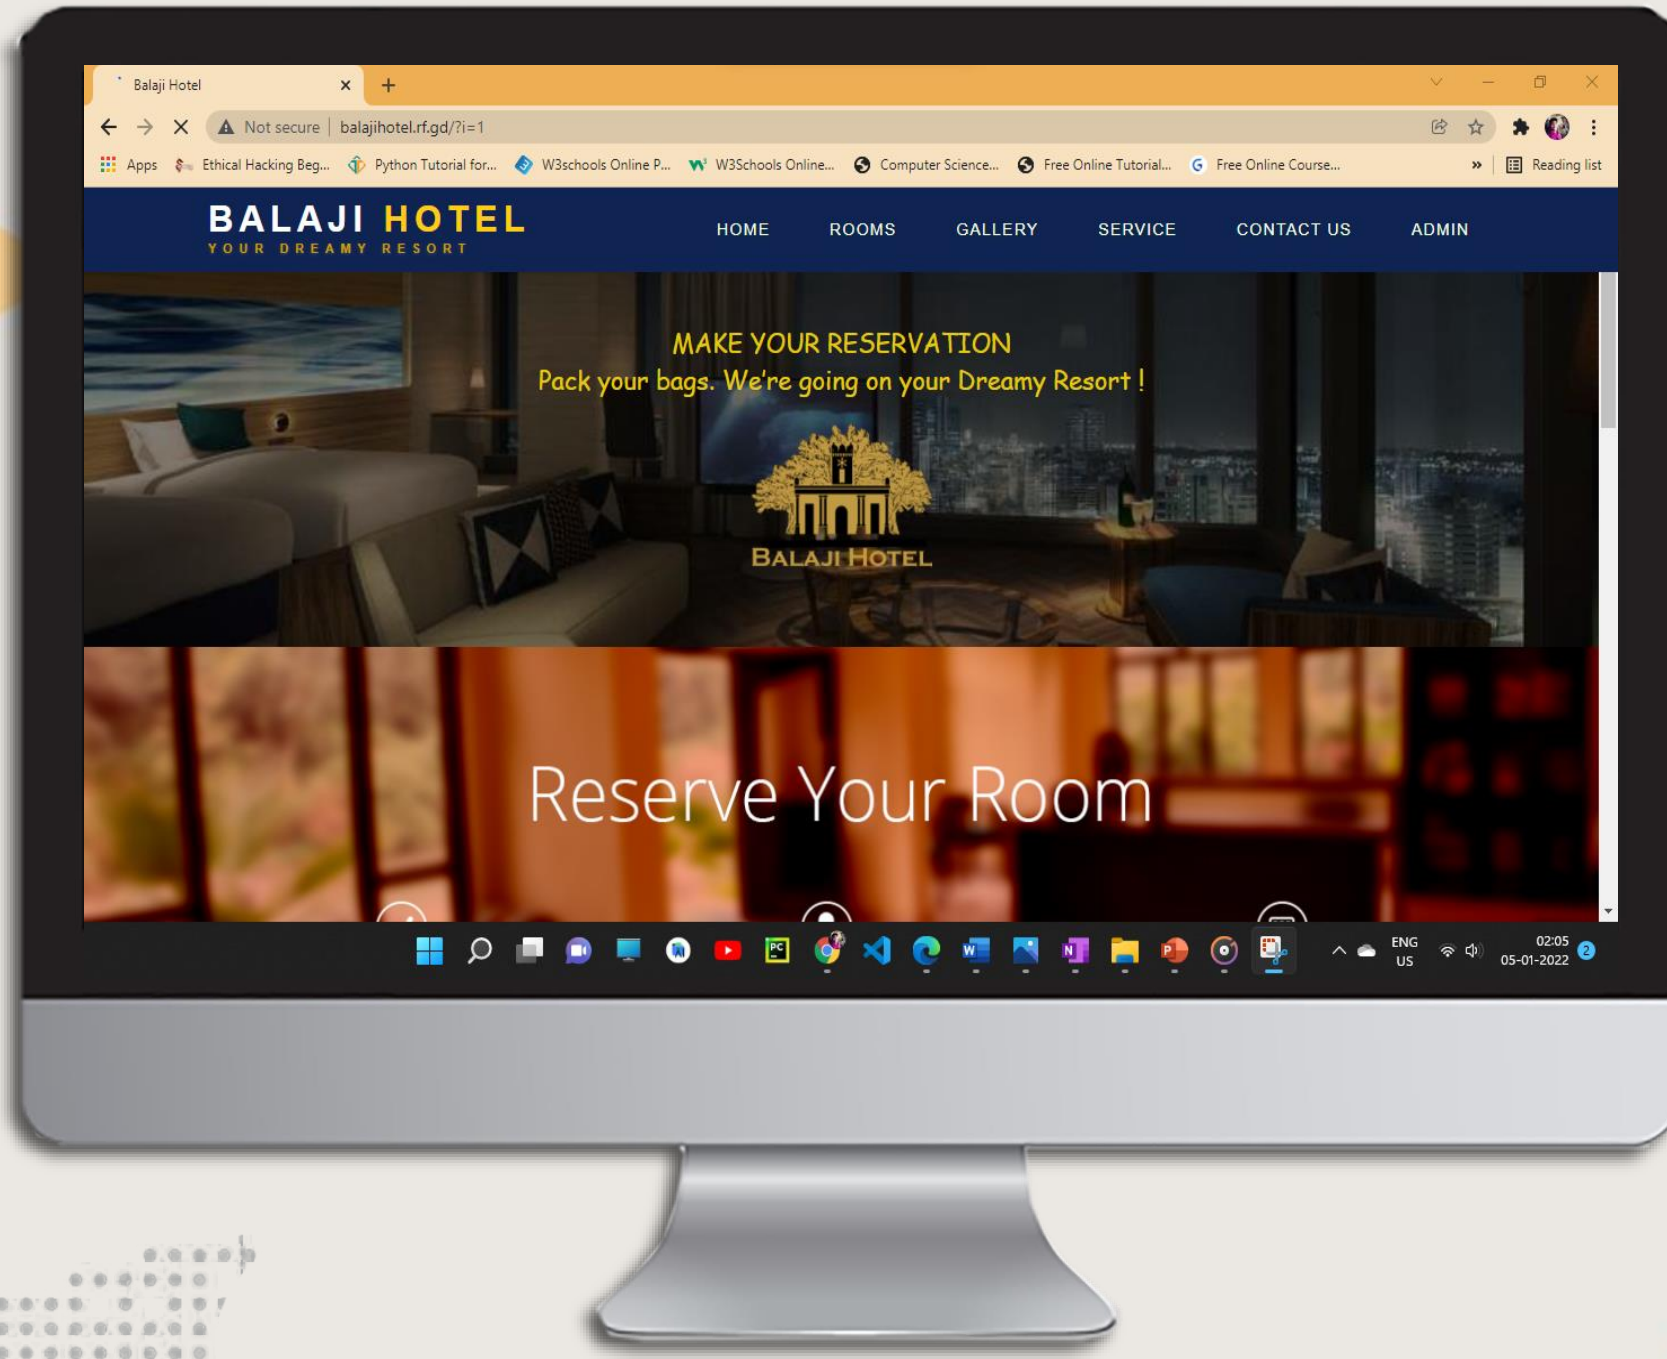 Balaji Hotel
Not secure | balajihotel.rf.gd/?i=1
Apps Ethical Hacking Beg... Python Tutorial for... W3schools Online P... W3Schools Online... Computer Science... Free Online Tutorial... Free Online Course... » Reading list
BALAJI HOTEL
YOUR DREAMY RESORT
HOME ROOMS GALLERY SERVICE CONTACT US ADMIN
MAKE YOUR RESERVATION
Pack your bags. We're going on your Dreamy Resort !
BALAJI HOTEL
Reserve Your Room
ENG 02:05
US 05-01-2022 2